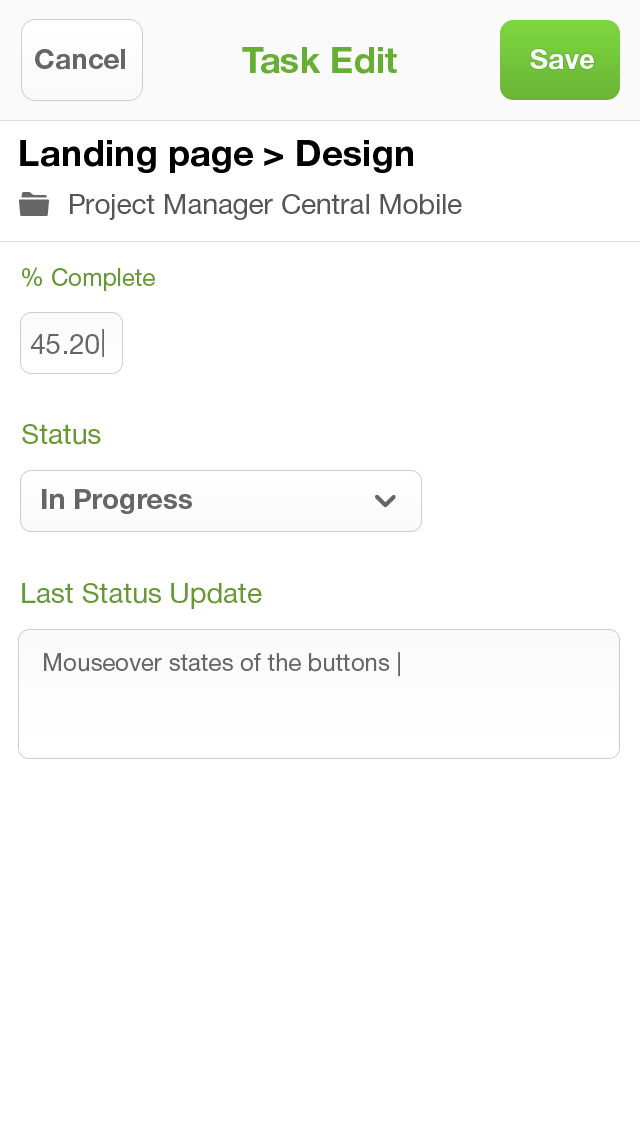 Cancel
Task Edit
Save
Landing page > Design
Project Manager Central Mobile
% Complete
45.20
Status
In Progress
Last Status Update
Mouseover states of the buttons